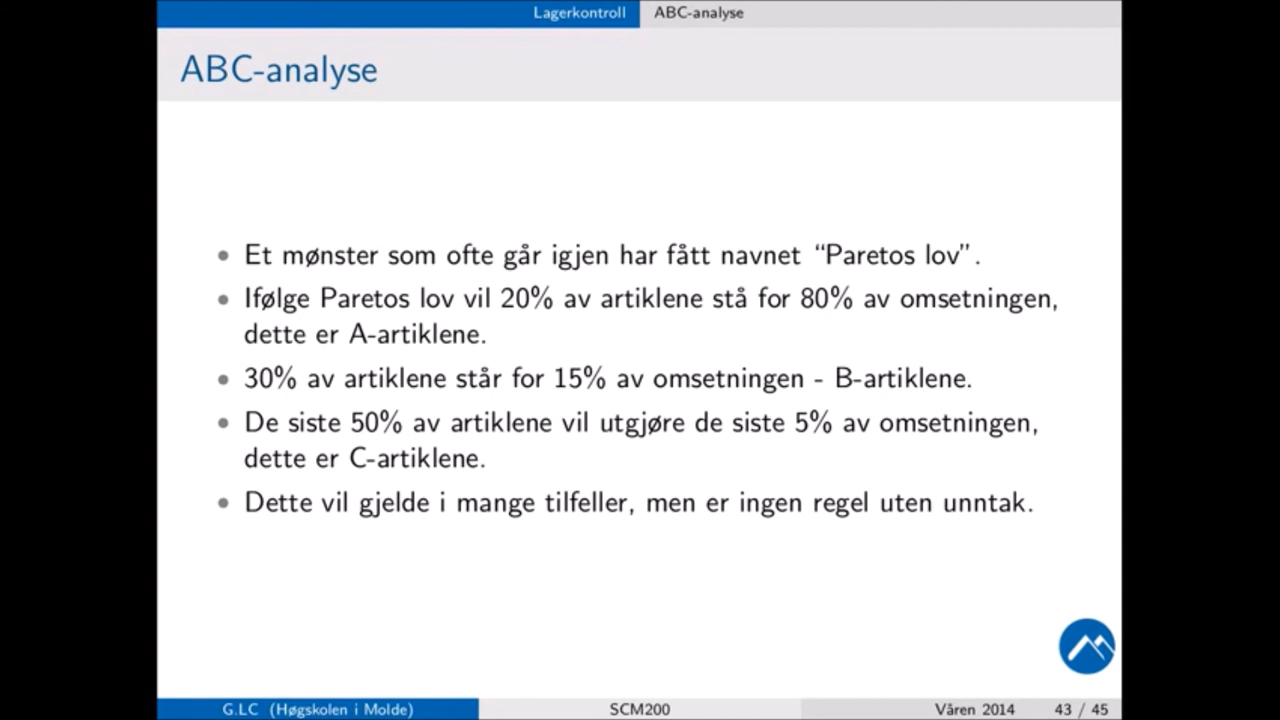 Lagerkontroll ABC-analyse
ABC-analyse
• Et mønster som ofte går igjen har fått navnet “Paretos lov”.
• Ifølge Paretos lov vil 20% av artiklene stå for 80% av omsetningen,
dette er A-artiklene.
• 30% av artiklene står for 15% av omsetningen - B-artiklene.
• De siste 50% av artiklene vil utgjøre de siste 5% av omsetningen,
dette er C-artiklene.
• Dette vil gjelde i mange tilfeller, men er ingen regel uten unntak.
G.LC (Høgskolen i Molde) SCM200 Våren 2014 43 / 45